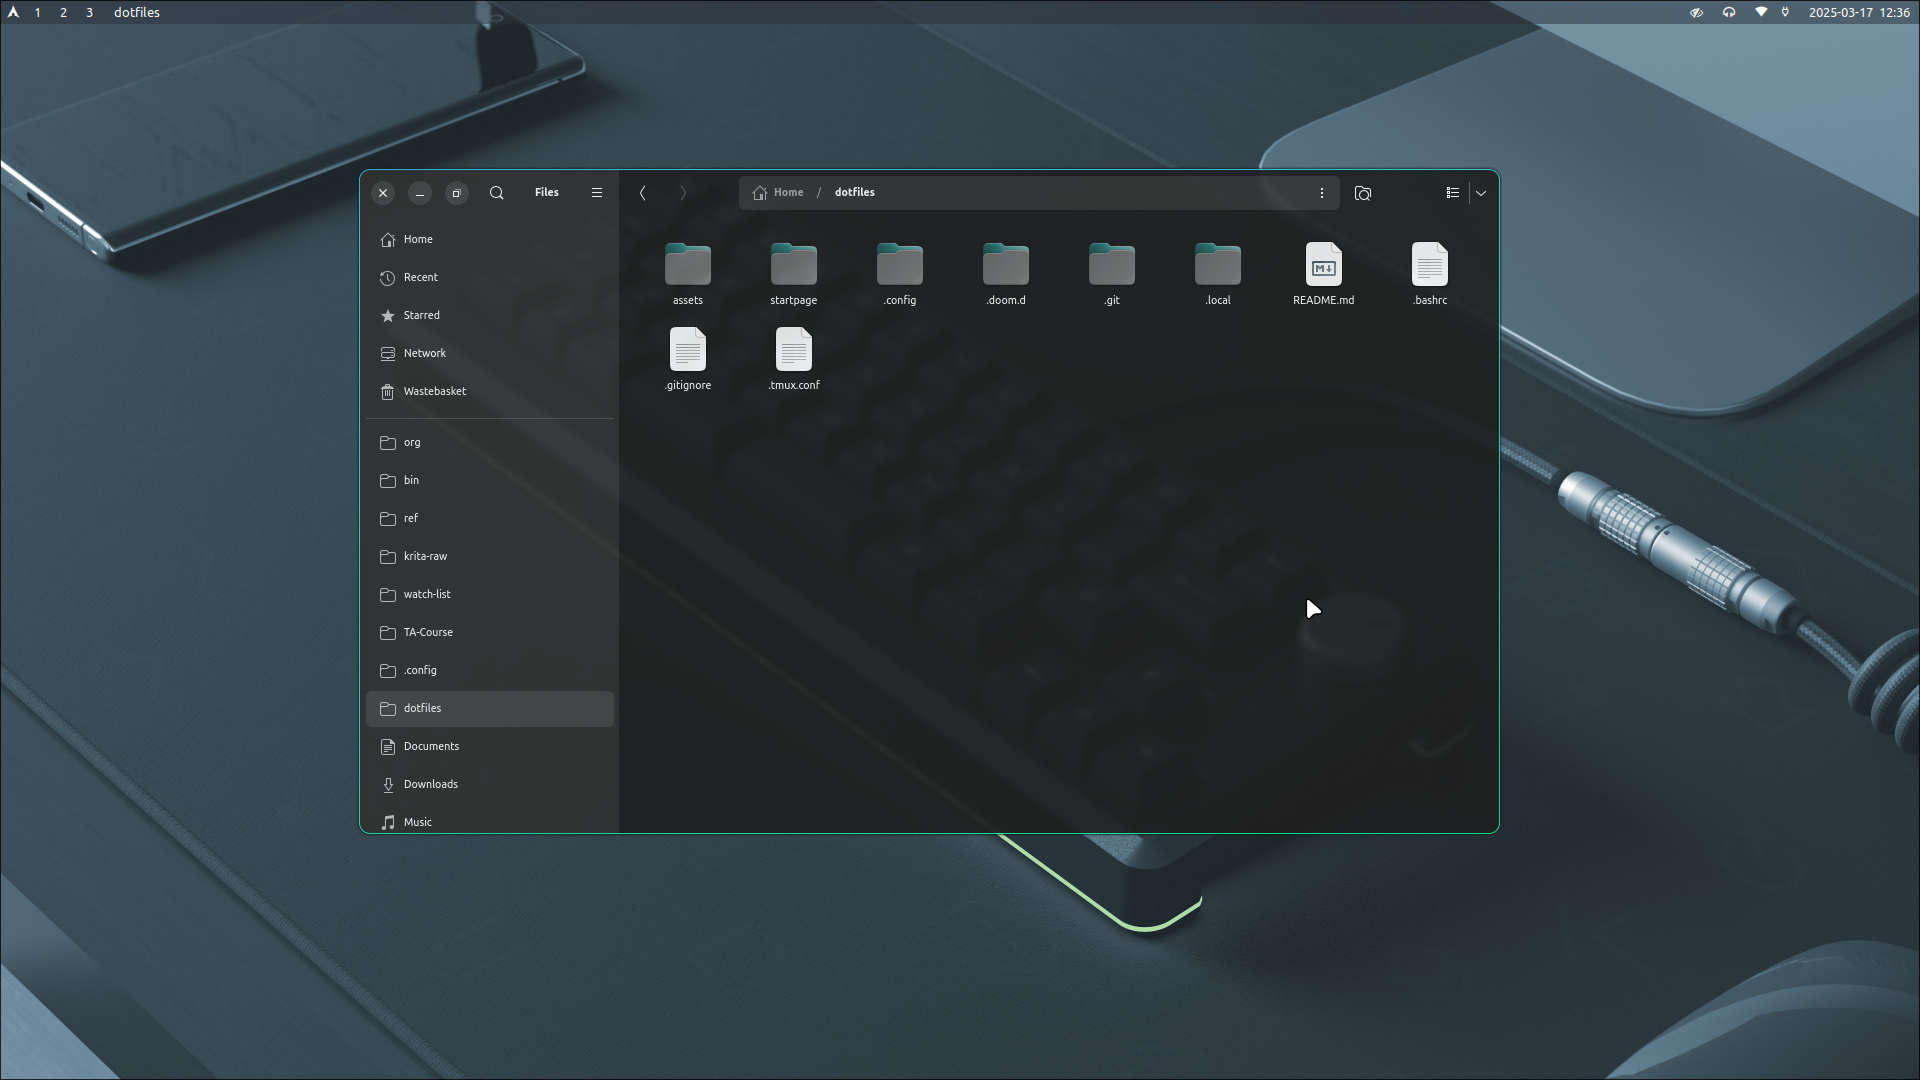 1 2 3 dotfiles 2025-03-17 12:36
Files Home / dotfiles
Home
Recent
Starred
Network
Wastebasket
org
bin
ref
krita-raw
watch-list
TA-Course
.config
dotfiles
Documents
Downloads
Music
assets startpage .config .doom.d .git .local README.md .bashrc
.gitignore .tmux.conf